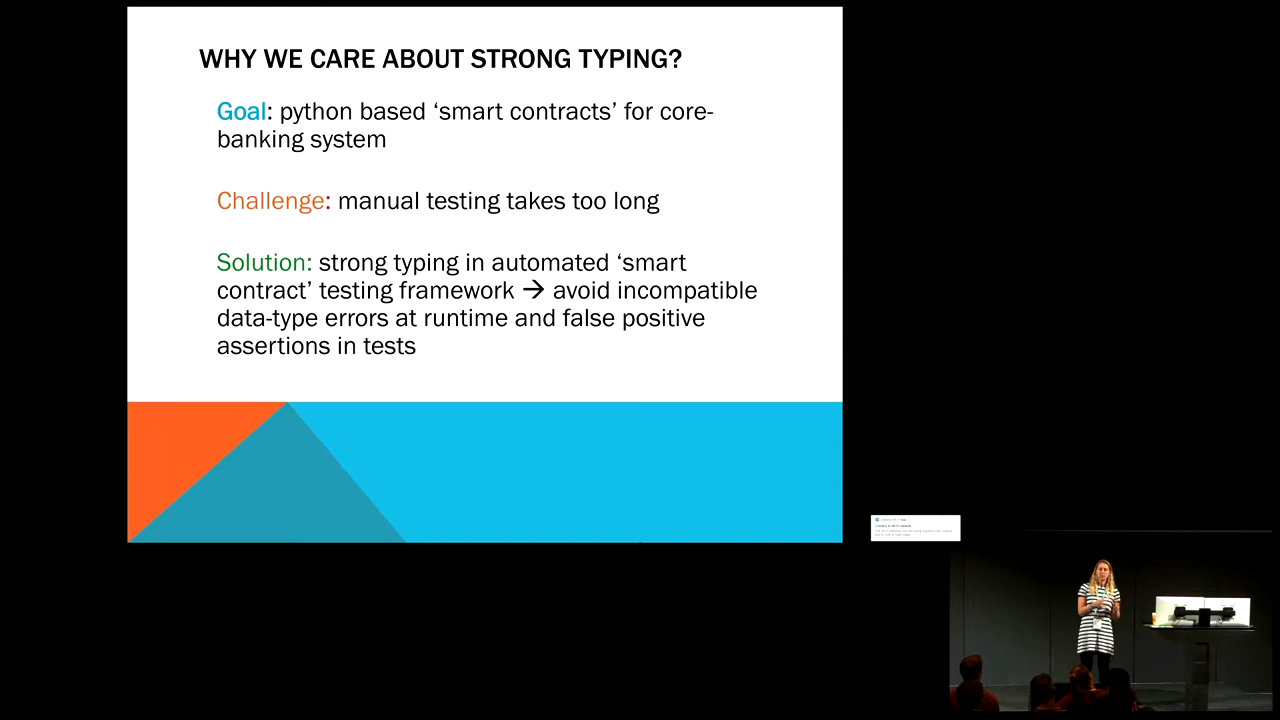 WHY WE CARE ABOUT STRONG TYPING?
Goal: python based ‘smart contracts’ for core-
banking system
Challenge: manual testing takes too long
Solution: strong typing in automated ‘smart
contract’ testing framework → avoid incompatible
data-type errors at runtime and false positive
assertions in tests